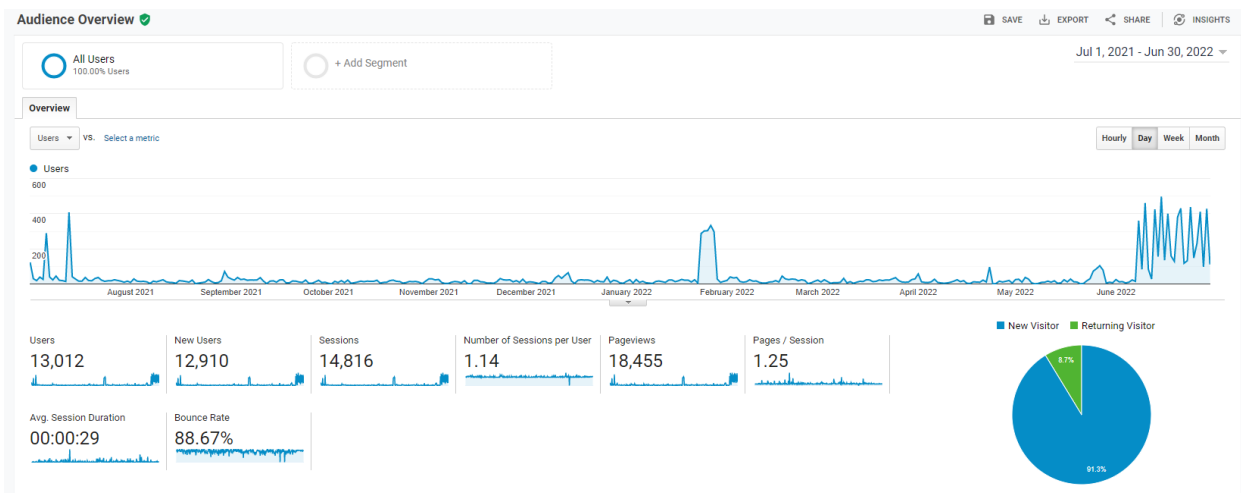 Audience Overview
SAVE EXPORT SHARE INSIGHTS
All Users
100.00% Users
+ Add Segment
Jul 1, 2021 - Jun 30, 2022
Overview
Users VS. Select a metric
Hourly Day Week Month
Users
600
400
200
August 2021 September 2021 October 2021 November 2021 December 2021 January 2022 February 2022 March 2022 April 2022 May 2022 June 2022
New Visitor Returning Visitor
Users
13,012
New Users
12,910
Sessions
14,816
Number of Sessions per User
1.14
Pageviews
18,455
Pages / Session
1.25
Avg. Session Duration
00:00:29
Bounce Rate
88.67%
8.7%
91.3%